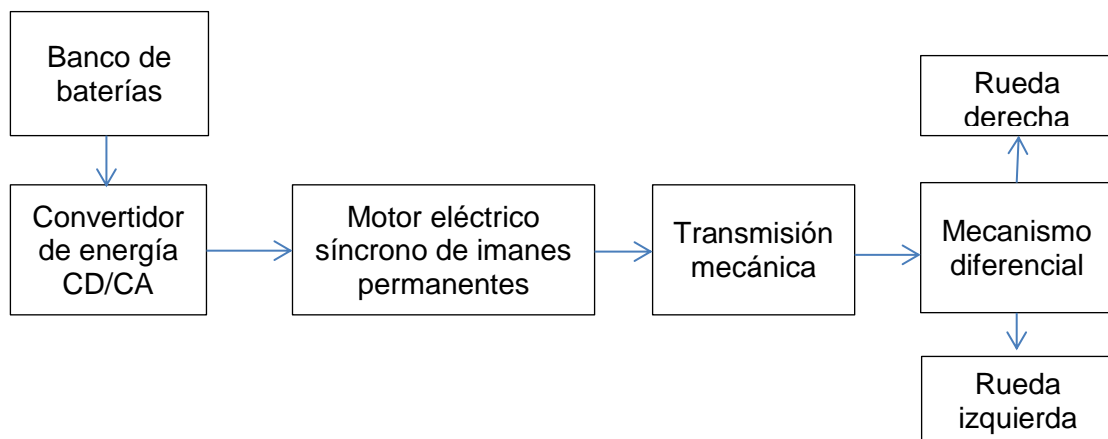 Banco de
baterías
Convertidor
de energía
CD/CA
Motor eléctrico
síncrono de imanes
permanentes
Transmisión
mecánica
Mecanismo
diferencial
Rueda
derecha
Rueda
izquierda